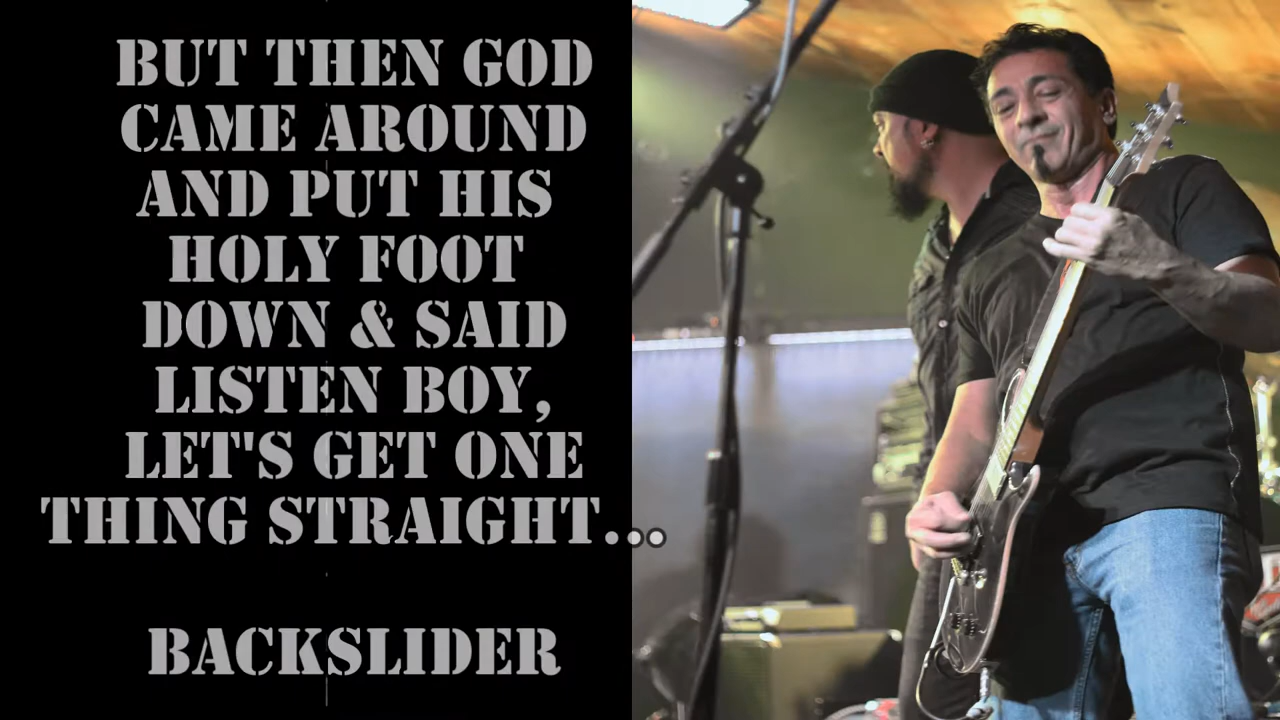 BUT THEN GOD
CAME AROUND
AND PUT HIS
HOLY FOOT
DOWN & SAID
LISTEN BOY,
LET'S GET ONE
THING STRAIGHT...
BACKSLIDER